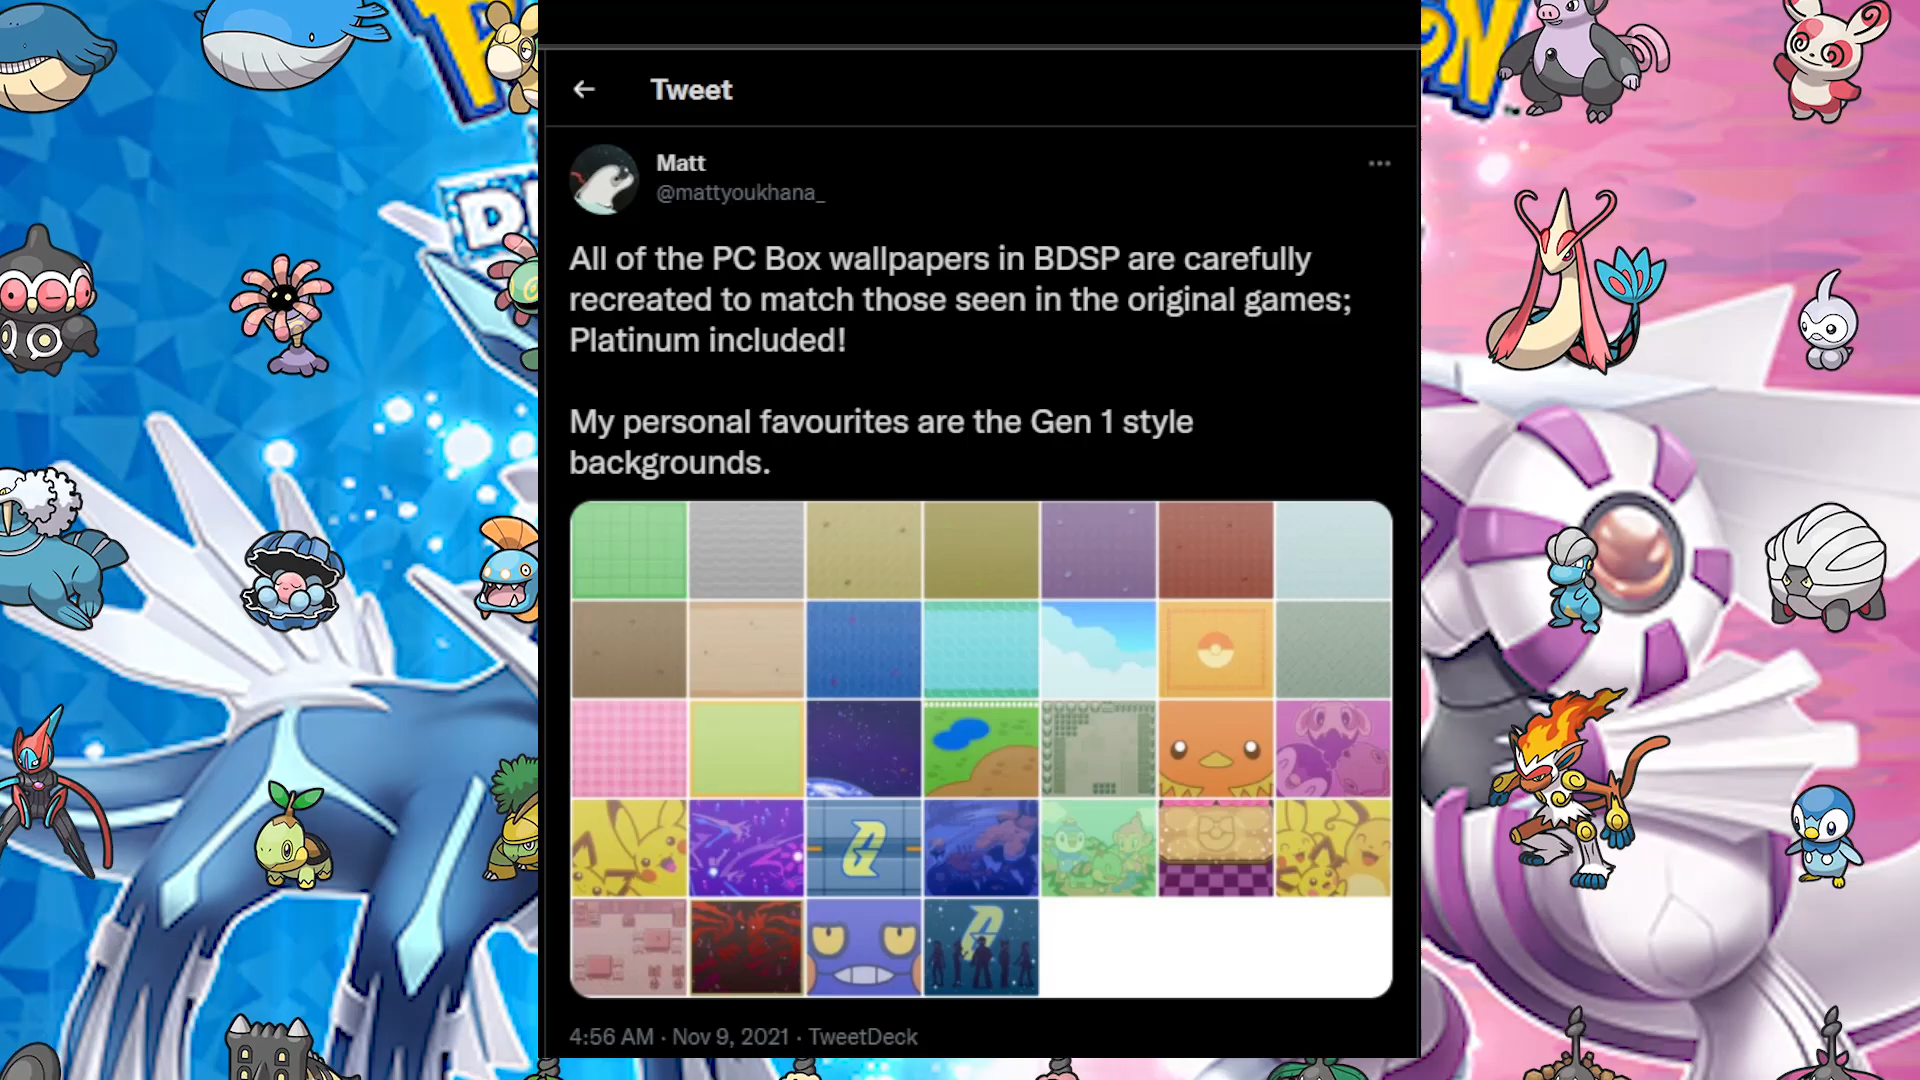 Tweet
Matt
@mattyoukhana_
All of the PC Box wallpapers in BDSP are carefully
recreated to match those seen in the original games;
Platinum included!
My personal favourites are the Gen 1 style
backgrounds.
4:56 AM · Nov 9, 2021 · TweetDeck